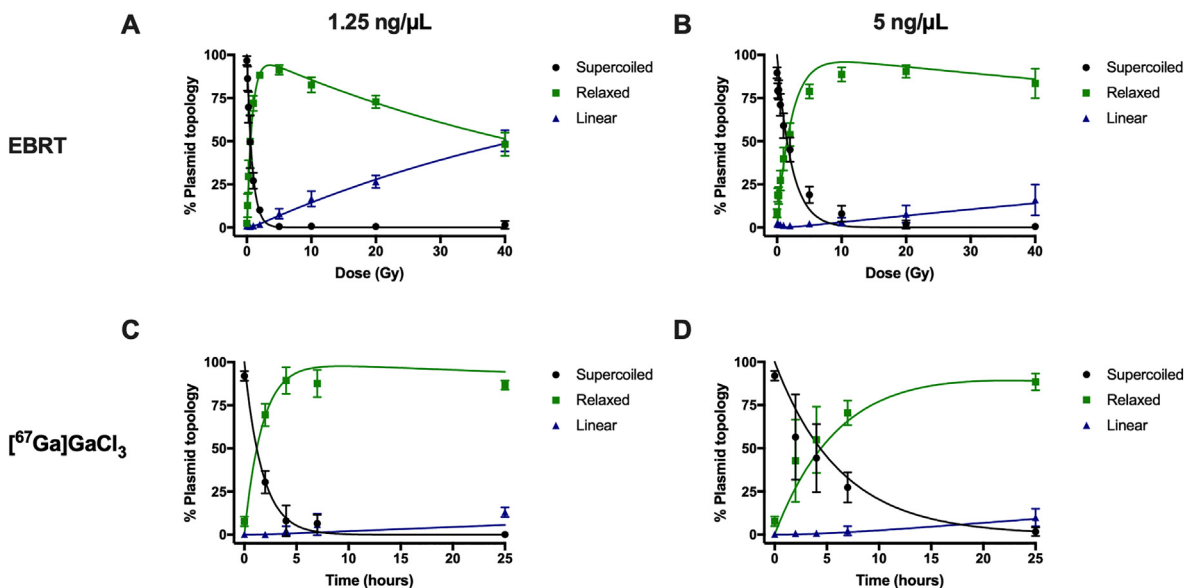 A
1.25 ng/µL
B
5 ng/µL
EBRT
% Plasmid topology
100
75
50
25
0
0
10
20
30
40
Dose (Gy)
Supercoiled
Relaxed
Linear
% Plasmid topology
100
75
50
25
0
0
10
20
30
40
Dose (Gy)
Supercoiled
Relaxed
Linear
C
D
[⁶⁷Ga]GaCl₃
% Plasmid topology
100
75
50
25
0
0
5
10
15
20
25
Time (hours)
Supercoiled
Relaxed
Linear
% Plasmid topology
100
75
50
25
0
0
5
10
15
20
25
Time (hours)
Supercoiled
Relaxed
Linear